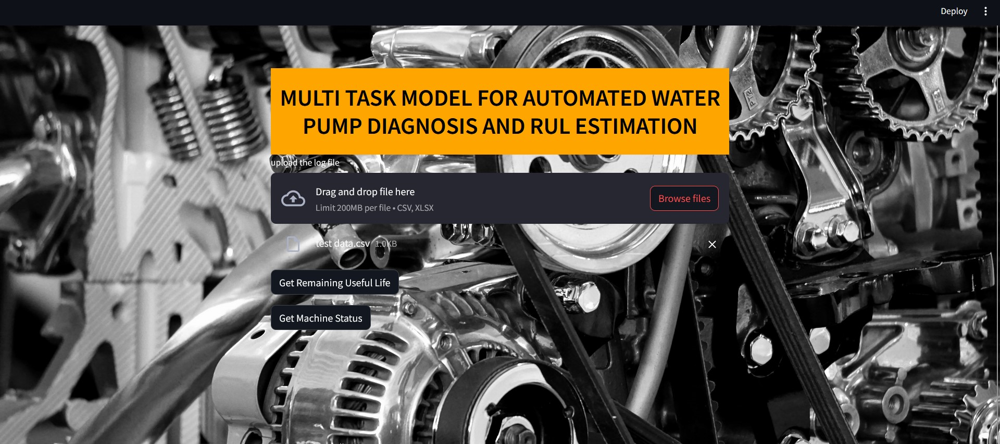 Deploy
MULTI TASK MODEL FOR AUTOMATED WATER
PUMP DIAGNOSIS AND RUL ESTIMATION
upload the log file
Drag and drop file here
Limit 200MB per file • CSV, XLSX
Browse files
test data.csv 1.0KB
Get Remaining Useful Life
Get Machine Status